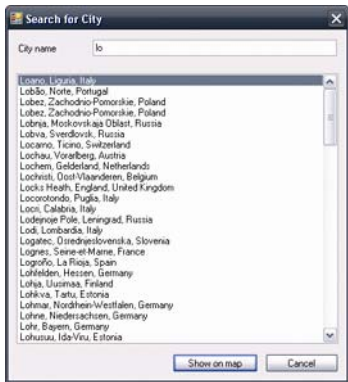 Search for City
City name lo
Loano, Liguria, Italy
Lobão, Norte, Portugal
Lobez, Zachodnio-Pomorskie, Poland
Lobez, Zachodnio-Pomorskie, Poland
Lobnja, Moskovskaja Oblast, Russia
Lobva, Sverdlovsk, Russia
Locarno, Ticino, Switzerland
Lochau, Vorarlberg, Austria
Lochem, Gelderland, Netherlands
Lochristi, Oost-Vlaanderen, Belgium
Locks Heath, England, United Kingdom
Locorotondo, Puglia, Italy
Locri, Calabria, Italy
Lodejnoje Pole, Leningrad, Russia
Lodi, Lombardia, Italy
Logatec, Osrednjeslovenska, Slovenia
Lognes, Seine-et-Marne, France
Logroño, La Rioja, Spain
Lohfelden, Hessen, Germany
Lohja, Uusimaa, Finland
Lohkva, Tartu, Estonia
Lohmar, Nordrhein-Westfalen, Germany
Lohne, Niedersachsen, Germany
Lohr, Bayern, Germany
Lohusuu, Ida-Viru, Estonia
Show on map Cancel